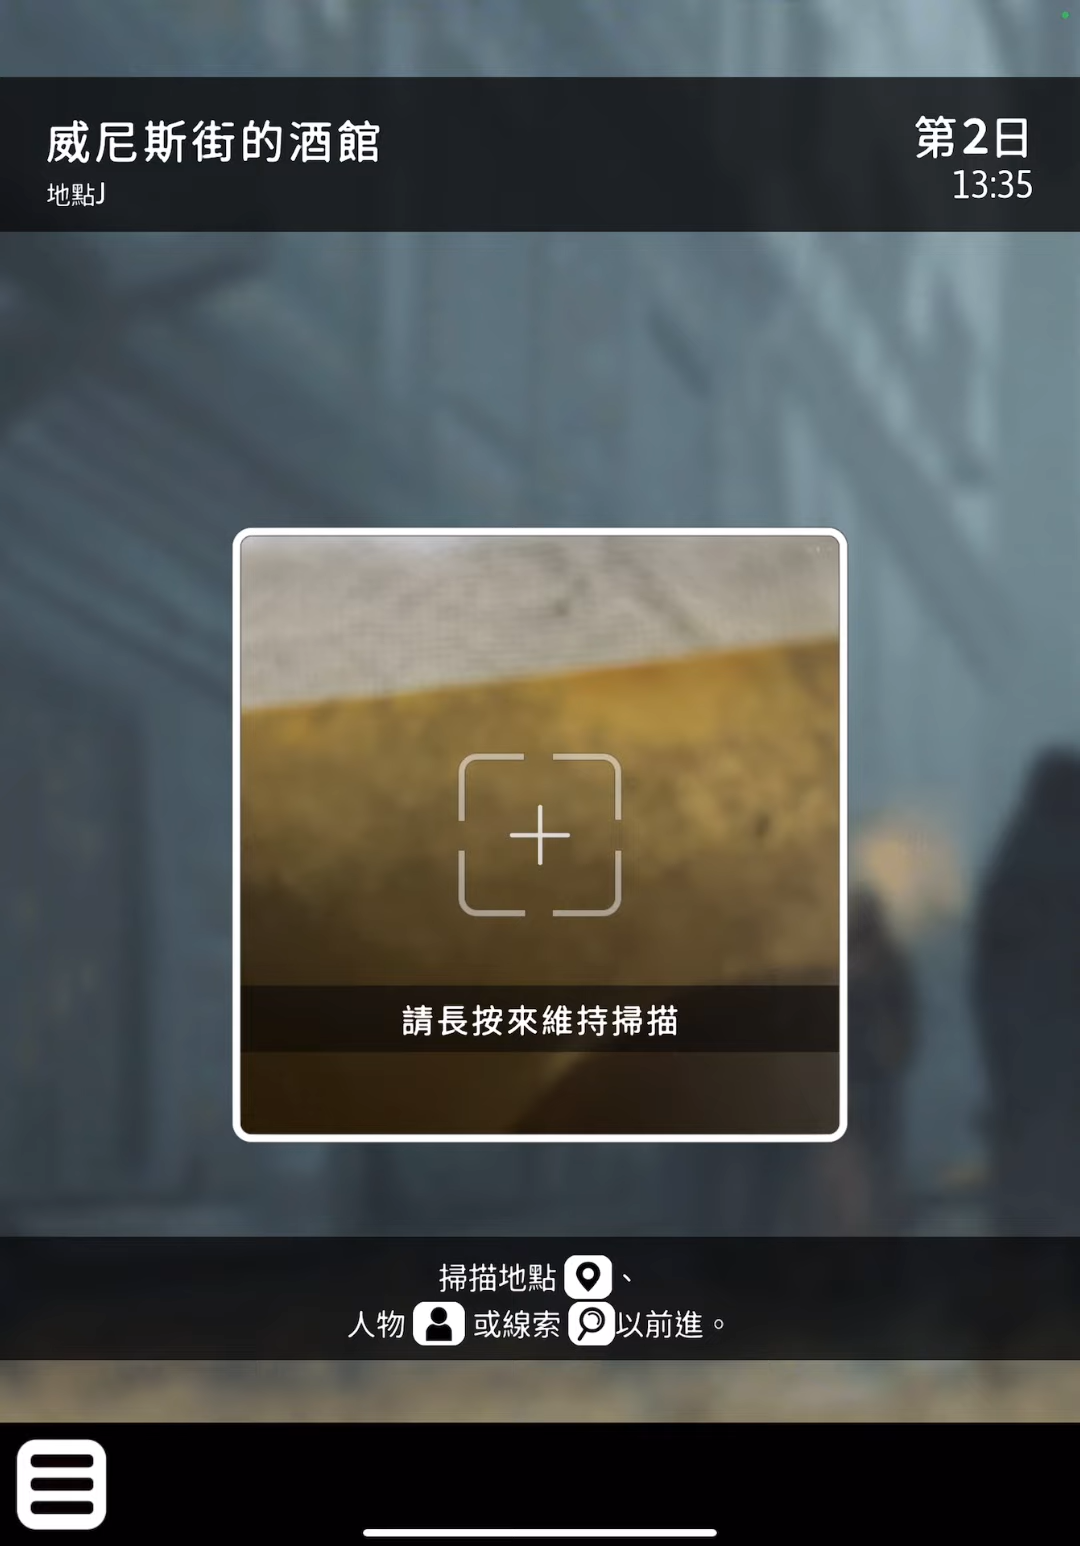 威尼斯街的酒館
第2日
地點J
13:35
請長按來維持掃描
掃描地點、
人物 或線索 以前進。